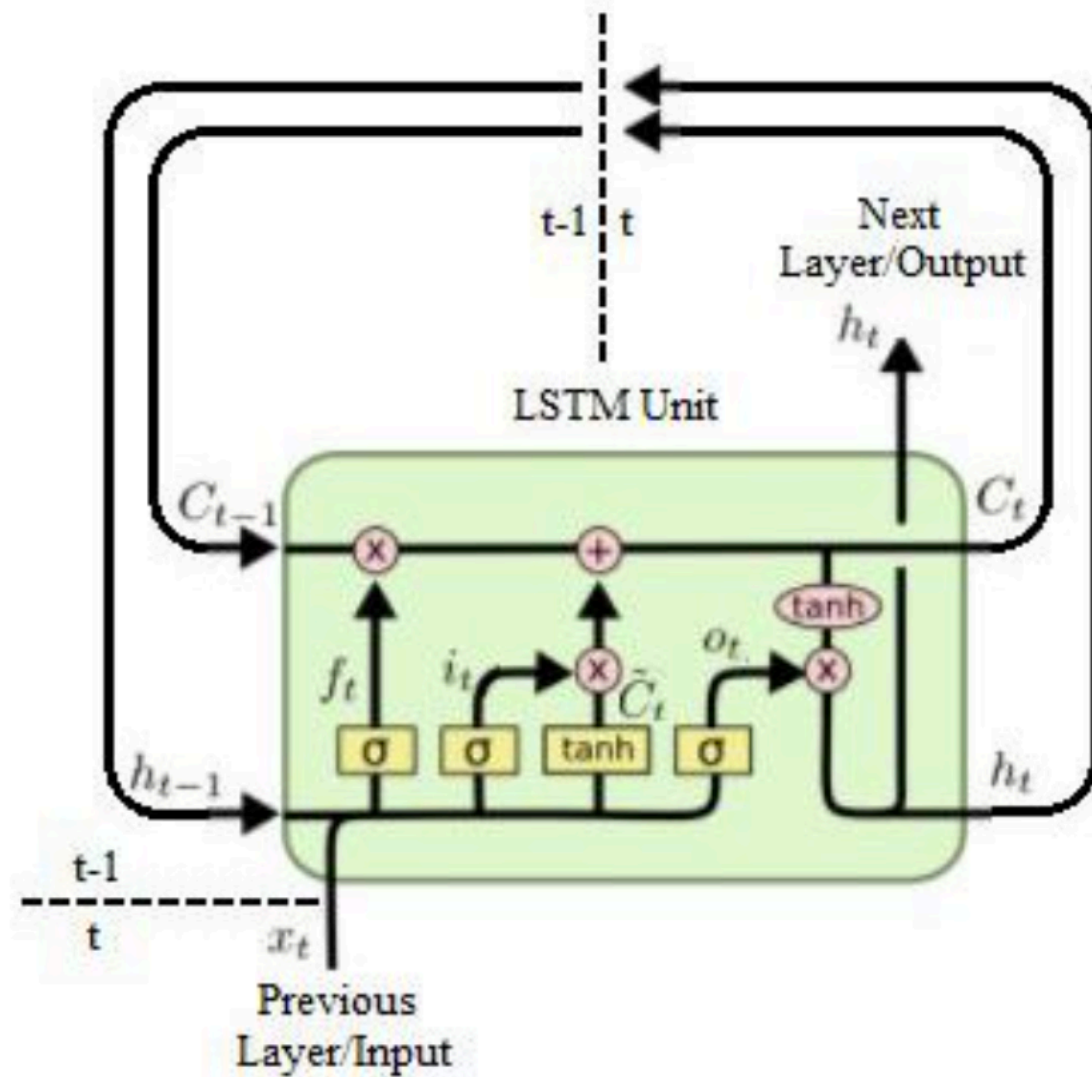 t-1 t
Next
Layer/Output
h_t
LSTM Unit
C_{t-1}
C_t
x
+
tanh
f_t
i_t
x
C̃_t
o_t.
x
σ
σ
tanh
σ
h_{t-1}
h_t
t-1
t
x_t
Previous
Layer/Input